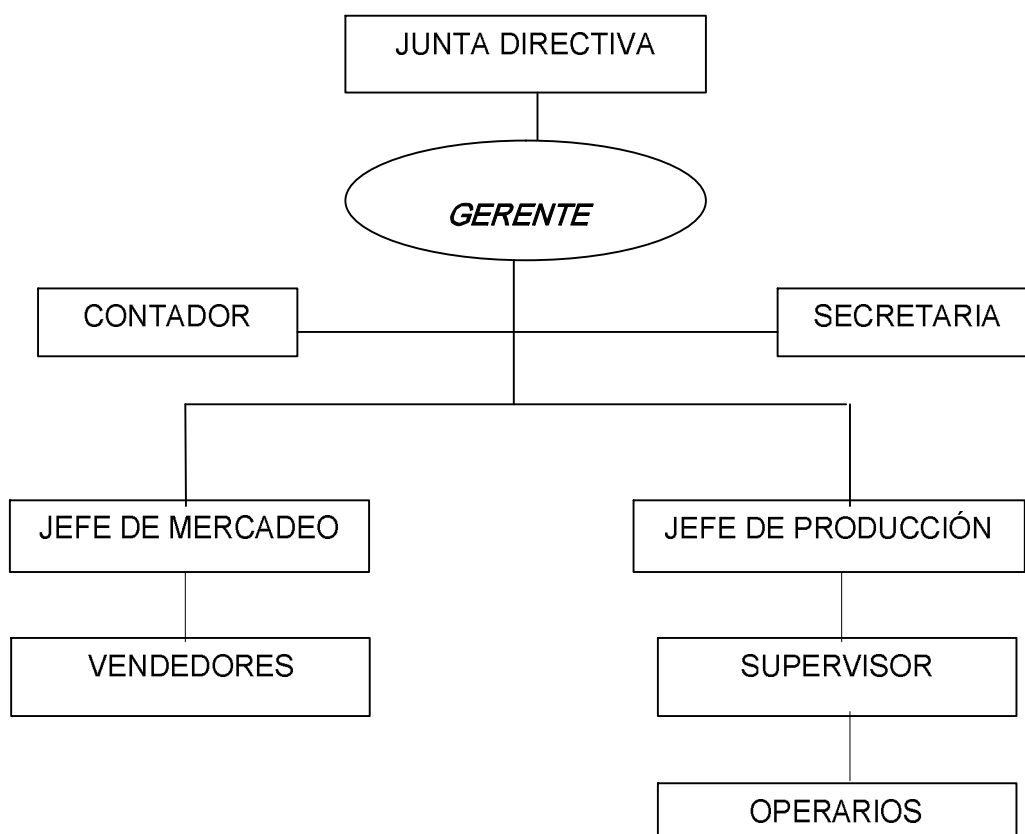 JUNTA DIRECTIVA
GERENTE
CONTADOR
SECRETARIA
JEFE DE MERCADEO
JEFE DE PRODUCCIÓN
VENDEDORES
SUPERVISOR
OPERARIOS